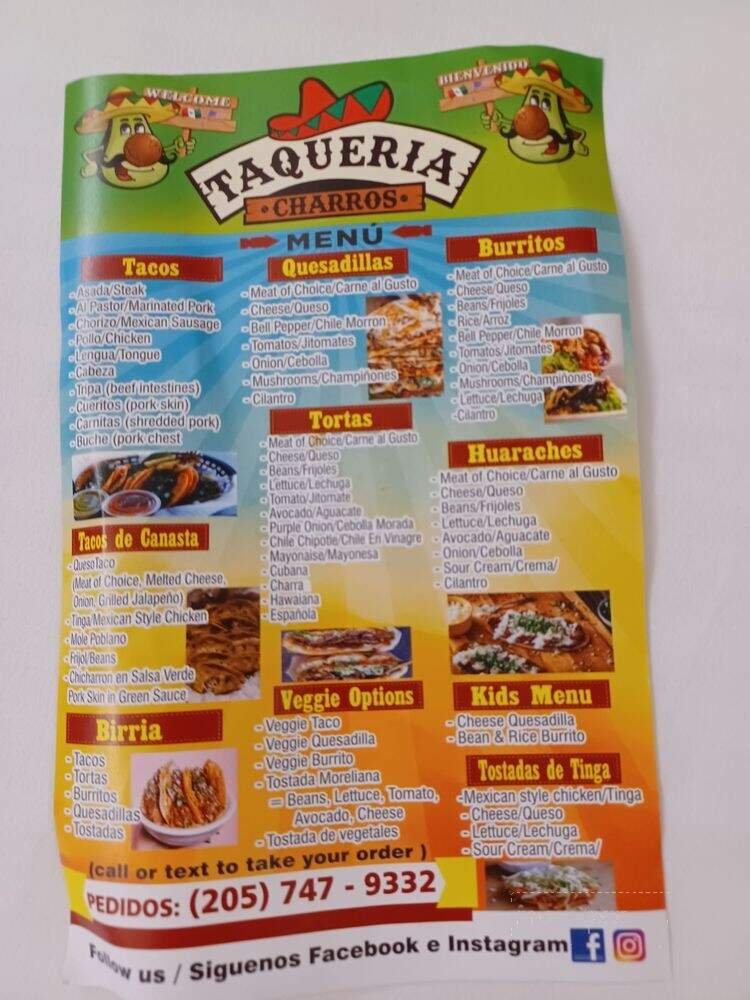 WELCOME
BIENVENIDO
TAQUERIA
• CHARROS •
MENÚ
Tacos
- Asada/Steak
- Al Pastor/Marinated Pork
- Chorizo/Mexican Sausage
- Pollo/Chicken
- Lengua/Tongue
- Cabeza
- Tripa (beef intestines)
- Cueritos (pork skin)
- Carnitas (shredded pork)
- Buche (pork chest
Tacos de Canasta
- Queso Taco
(Meat of Choice, Melted Cheese,
Onion, Grilled Jalapeño)
- Tinga/Mexican Style Chicken
- Mole Poblano
- Frijol/Beans
- Chicharron en Salsa Verde
Pork Skin in Green Sauce
Birria
- Tacos
- Tortas
- Burritos
- Quesadillas
- Tostadas
Quesadillas
- Meat of Choice/Carne al Gusto
- Cheese/Queso
- Bell Pepper/Chile Morron
- Tomatos/Jitomates
- Onion/Cebolla
- Mushrooms/Champiñones
- Cilantro
Tortas
- Meat of Choice/Carne al Gusto
- Cheese/Queso
- Beans/Frijoles
- Lettuce/Lechuga
- Tomato/Jitomate
- Avocado/Aguacate
- Purple Onion/Cebolla Morada
- Chile Chipotle/Chile En Vinagre
- Mayonaise/Mayonesa
- Cubana
- Charra
- Hawaiana
- Española
Veggie Options
- Veggie Taco
- Veggie Quesadilla
- Veggie Burrito
- Tostada Moreliana
= Beans, Lettuce, Tomato,
Avocado, Cheese
- Tostada de vegetales
Burritos
- Meat of Choice/Carne al Gusto
- Cheese/Queso
- Beans/Frijoles
- Rice/Arroz
- Bell Pepper/Chile Morron
- Tomatos/Jitomates
- Onion/Cebolla
- Mushrooms/Champiñones
- Lettuce/Lechuga
-Cilantro
Huaraches
- Meat of Choice/Carne al Gusto
- Cheese/Queso
- Beans/Frijoles
- Lettuce/Lechuga
- Avocado/Aguacate
- Onion/Cebolla
- Sour Cream/Crema/
- Cilantro
Kids Menu
- Cheese Quesadilla
- Bean & Rice Burrito
Tostadas de Tinga
-Mexican style chicken/Tinga
- Cheese/Queso
- Lettuce/Lechuga
- Sour Cream/Crema/
(call or text to take your order )
PEDIDOS: (205) 747 - 9332
Follow us / Siguenos Facebook e Instagram